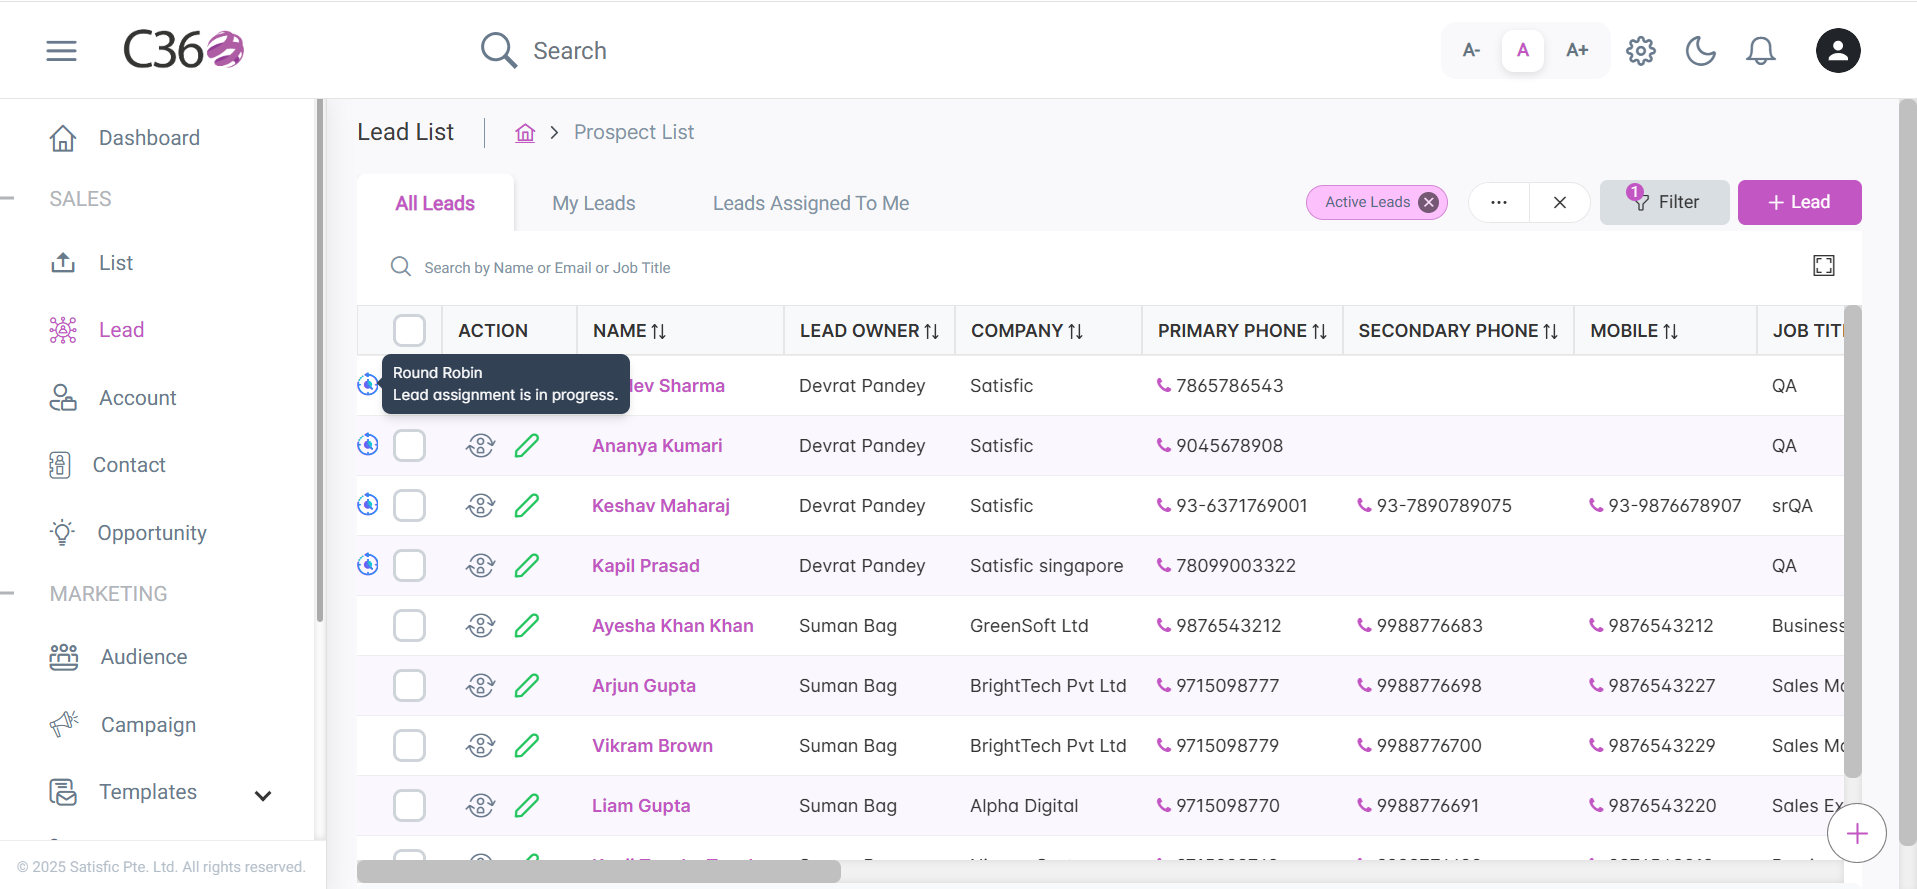 C360
Search
A-
A
A+
Dashboard
SALES
List
Lead
Account
Contact
Opportunity
MARKETING
Audience
Campaign
Templates
© 2025 Satisfic Pte. Ltd. All rights reserved.
Lead List
Prospect List
All Leads
My Leads
Leads Assigned To Me
Active Leads
1
Filter
+ Lead
Search by Name or Email or Job Title
ACTION NAME LEAD OWNER COMPANY PRIMARY PHONE SECONDARY PHONE MOBILE JOB TIT
Round Robin
Lead assignment is in progress.
Sharma Devrat Pandey Satisfic 7865786543 QA
Ananya Kumari Devrat Pandey Satisfic 9045678908 QA
Keshav Maharaj Devrat Pandey Satisfic 93-6371769001 93-7890789075 93-9876678907 srQA
Kapil Prasad Devrat Pandey Satisfic singapore 78099003322 QA
Ayesha Khan Khan Suman Bag GreenSoft Ltd 9876543212 9988776683 9876543212 Business
Arjun Gupta Suman Bag BrightTech Pvt Ltd 9715098777 9988776698 9876543227 Sales
Vikram Brown Suman Bag BrightTech Pvt Ltd 9715098779 9988776700 9876543229 Sales
Liam Gupta Suman Bag Alpha Digital 9715098770 9988776691 9876543220 Sales Ex